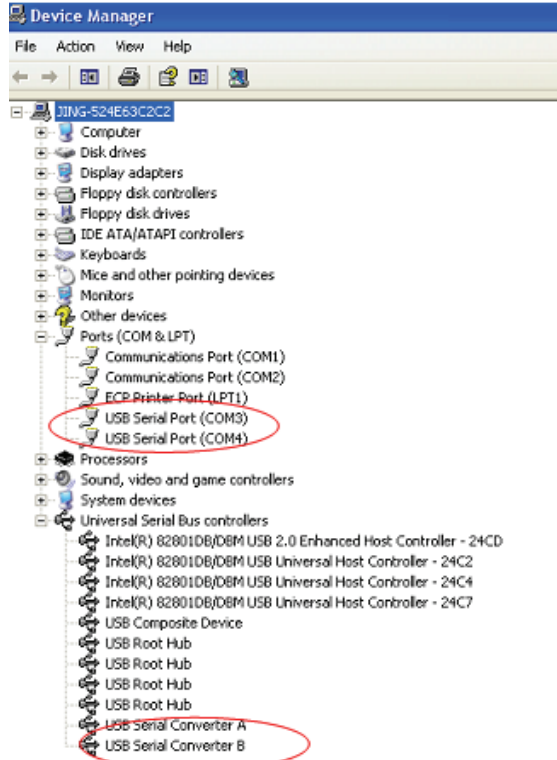 Device Manager
File Action View Help
JING-524E63C2C2
Computer
Disk drives
Display adapters
Floppy disk controllers
Floppy disk drives
IDE ATA/ATAPI controllers
Keyboards
Mice and other pointing devices
Monitors
Other devices
Ports (COM & LPT)
Communications Port (COM1)
Communications Port (COM2)
ECP Printer Port (LPT1)
USB Serial Port (COM3)
USB Serial Port (COM4)
Processors
Sound, video and game controllers
System devices
Universal Serial Bus controllers
Intel(R) 82801DB/DBM USB 2.0 Enhanced Host Controller - 24CD
Intel(R) 82801DB/DBM USB Universal Host Controller - 24C2
Intel(R) 82801DB/DBM USB Universal Host Controller - 24C4
Intel(R) 82801DB/DBM USB Universal Host Controller - 24C7
USB Composite Device
USB Root Hub
USB Root Hub
USB Root Hub
USB Root Hub
USB Serial Converter A
USB Serial Converter B